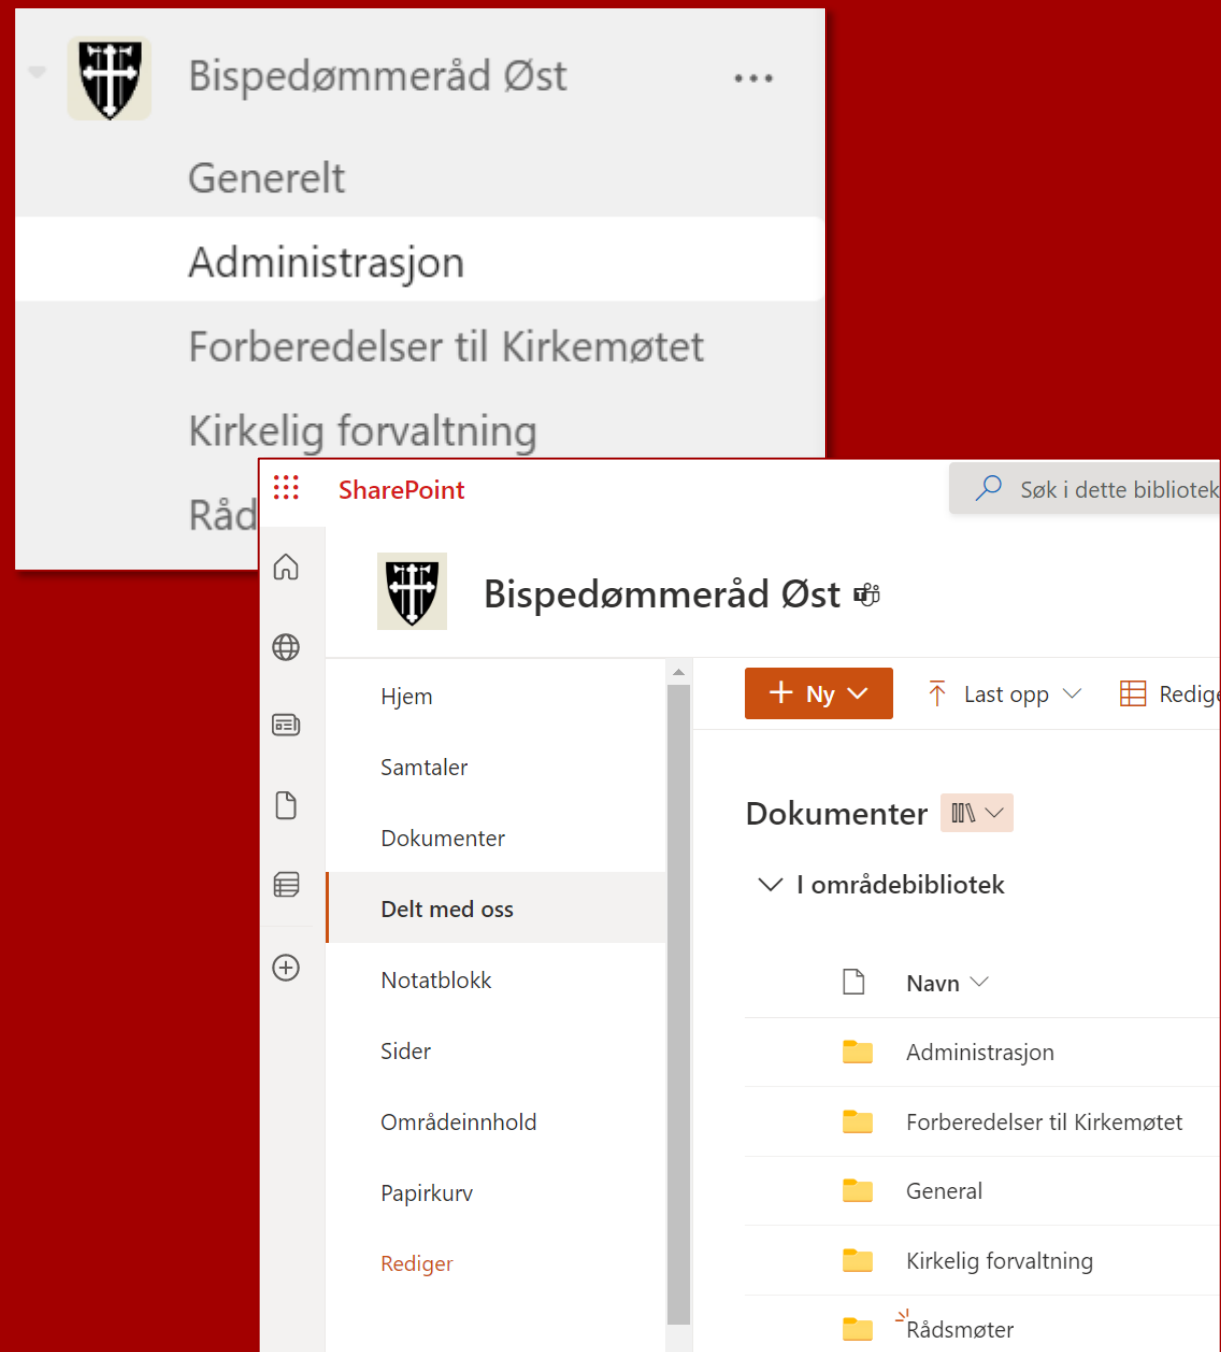 Bispedømmeråd Øst
Generelt
Administrasjon
Forberedelser til Kirkemøtet
Kirkelig forvaltning
Råd
SharePoint
Søk i dette bibliotek
Bispedømmeråd Øst
Hjem
Samtaler
Dokumenter
Delt med oss
Notatblokk
Sider
Områdeinnhold
Papirkurv
Rediger
+ Ny
Last opp
Redige
Dokumenter
I områdebibliotek
Navn
Administrasjon
Forberedelser til Kirkemøtet
General
Kirkelig forvaltning
Rådsmøter